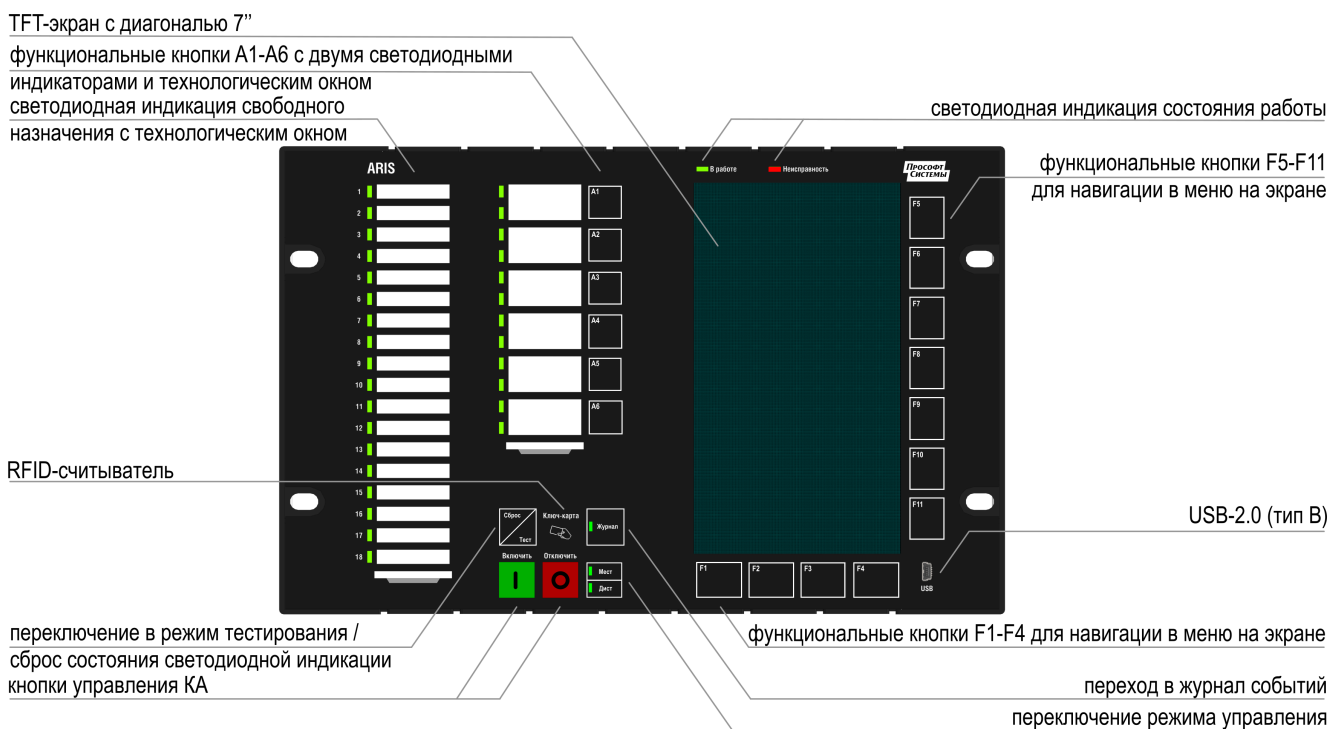 TFT-экран с диагональю 7’’
функциональные кнопки A1-A6 с двумя светодиодными
индикаторами и технологическим окном
светодиодная индикация свободного
назначения с технологическим окном
светодиодная индикация состояния работы
функциональные кнопки F5-F11
для навигации в меню на экране
ARIS
В работе
Неисправность
Прософт
Системы
1
2
3
4
5
6
7
8
9
10
11
12
13
14
15
16
17
18
A1
A2
A3
A4
A5
A6
F5
F6
F7
F8
F9
F10
F11
RFID-считыватель
Сброс
Тест
Ключ-карта
Журнал
Включить
Отключить
Мест
Дист
F1
F2
F3
F4
USB
USB-2.0 (тип B)
переключение в режим тестирования /
сброс состояния светодиодной индикации
кнопки управления КА
функциональные кнопки F1-F4 для навигации в меню на экране
переход в журнал событий
переключение режима управления